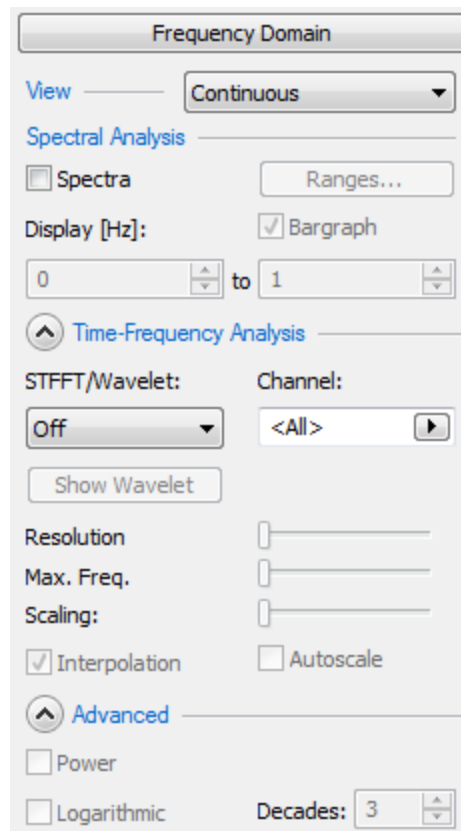 Frequency Domain
View Continuous
Spectral Analysis
Spectra Ranges...
Display [Hz]: Bargraph
0 to 1
Time-Frequency Analysis
STFFT/Wavelet: Channel:
Off <All>
Show Wavelet
Resolution
Max. Freq.
Scaling:
Interpolation Autoscale
Advanced
Power
Logarithmic Decades: 3